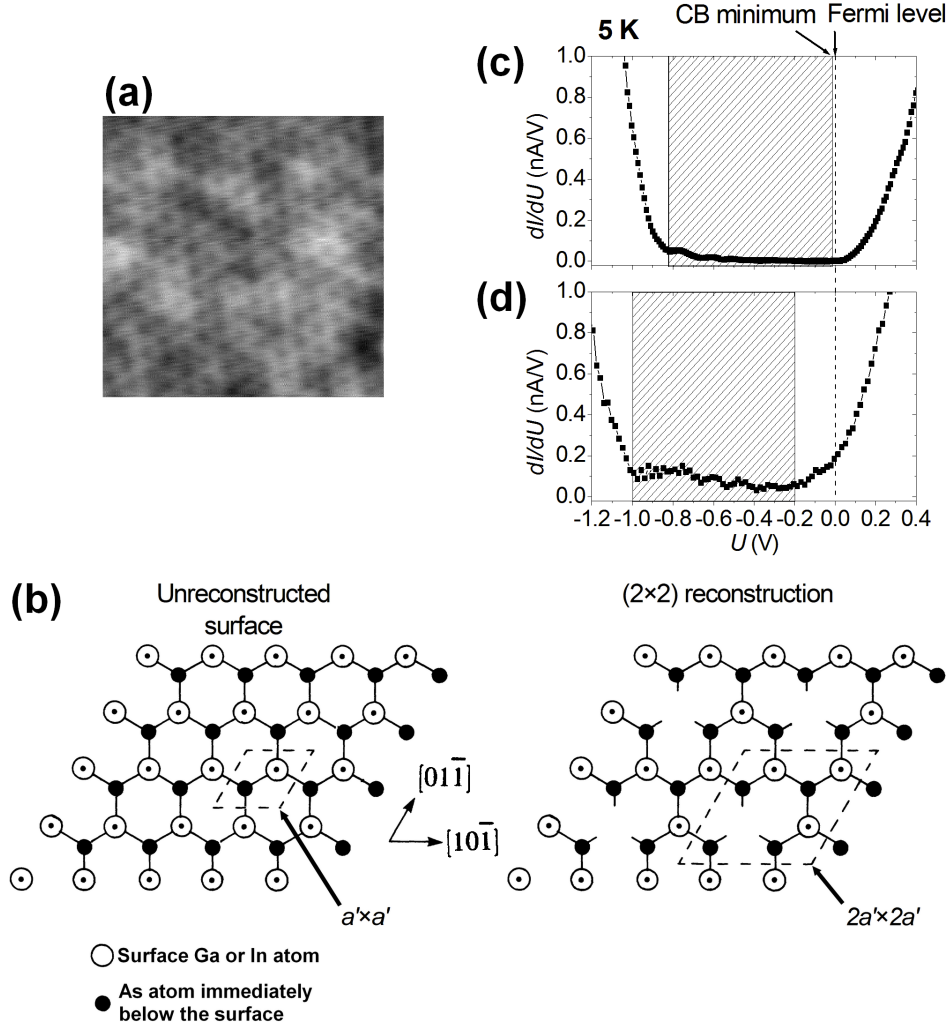 CB minimum Fermi level
5 K
(a)
(c)
1.0
0.8
0.6
0.4
0.2
0.0
dI/dU (nA/V)
(d)
1.0
0.8
0.6
0.4
0.2
0.0
dI/dU (nA/V)
-1.2 -1.0 -0.8 -0.6 -0.4 -0.2 0.0 0.2 0.4
U (V)
(b)
Unreconstructed
surface
(2×2) reconstruction
[011̅]
[101̅]
a′×a′
2a′×2a′
Surface Ga or In atom
As atom immediately
below the surface